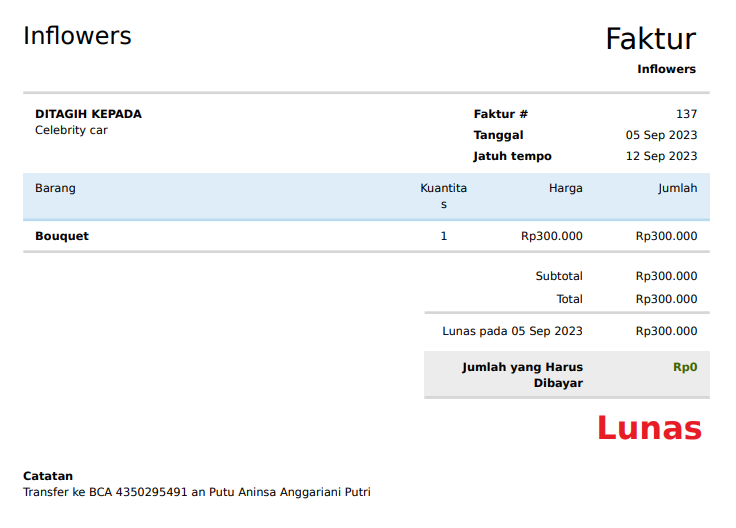 Inflowers
Faktur
Inflowers
DITAGIH KEPADA
Celebrity car
Faktur # 137
Tanggal 05 Sep 2023
Jatuh tempo 12 Sep 2023
Barang Kuantita Harga Jumlah
s
Bouquet 1 Rp300.000 Rp300.000
Subtotal Rp300.000
Total Rp300.000
Lunas pada 05 Sep 2023 Rp300.000
Jumlah yang Harus Rp0
Dibayar
Lunas
Catatan
Transfer ke BCA 4350295491 an Putu Aninsa Anggariani Putri